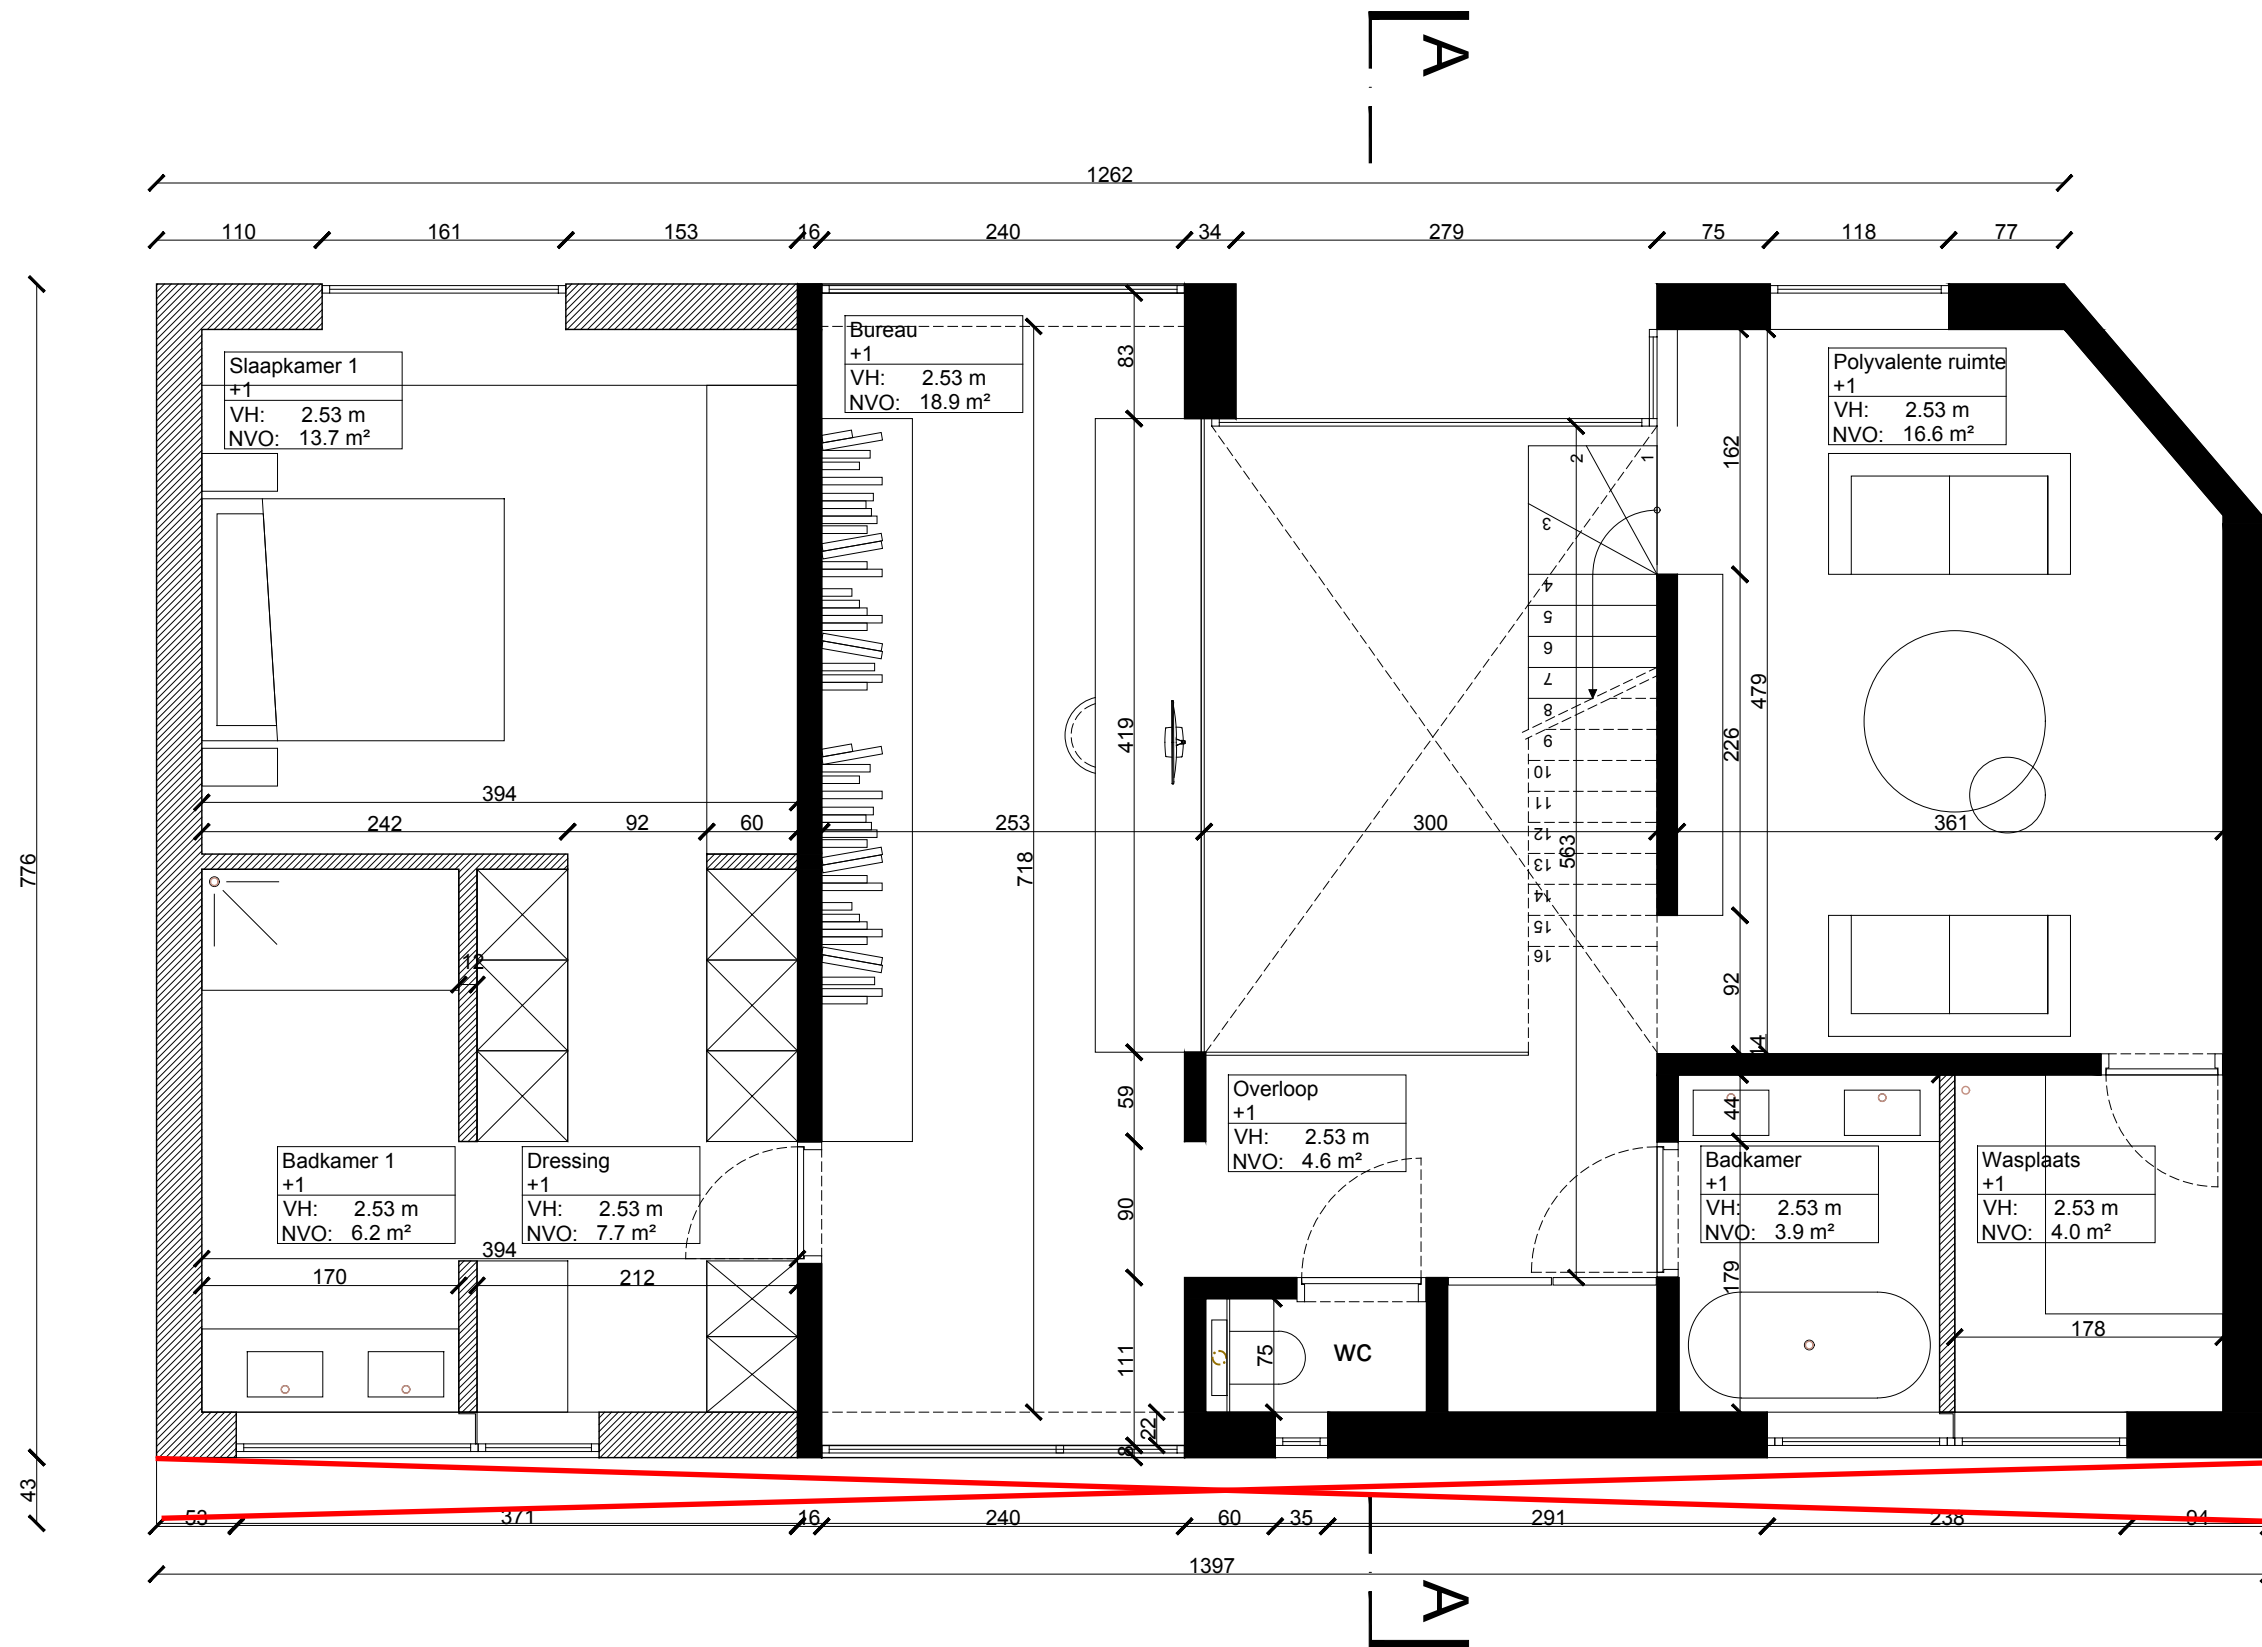 A
1262
110 161 153 16 240 34 279 75 118 77
Slaapkamer 1
+1
VH: 2.53 m
NVO: 13.7 m²
Bureau
+1
VH: 2.53 m
NVO: 18.9 m²
Polyvalente ruimte
+1
VH: 2.53 m
NVO: 16.6 m²
83
162
1
2
3
4
5
6
7
8
9
10
11
12
13
14
15
16
479
419
226
394
242 92 60 253 300 361
563
718
776
12
92
14
59
44
Overloop
+1
VH: 2.53 m
NVO: 4.6 m²
Badkamer 1
+1
VH: 2.53 m
NVO: 6.2 m²
Dressing
+1
VH: 2.53 m
NVO: 7.7 m²
Badkamer
+1
VH: 2.53 m
NVO: 3.9 m²
Wasplaats
+1
VH: 2.53 m
NVO: 4.0 m²
90
394
170 212
179
178
111
75
WC
22
8
43
53 371 16 240 60 35 291 238 94
1397
A